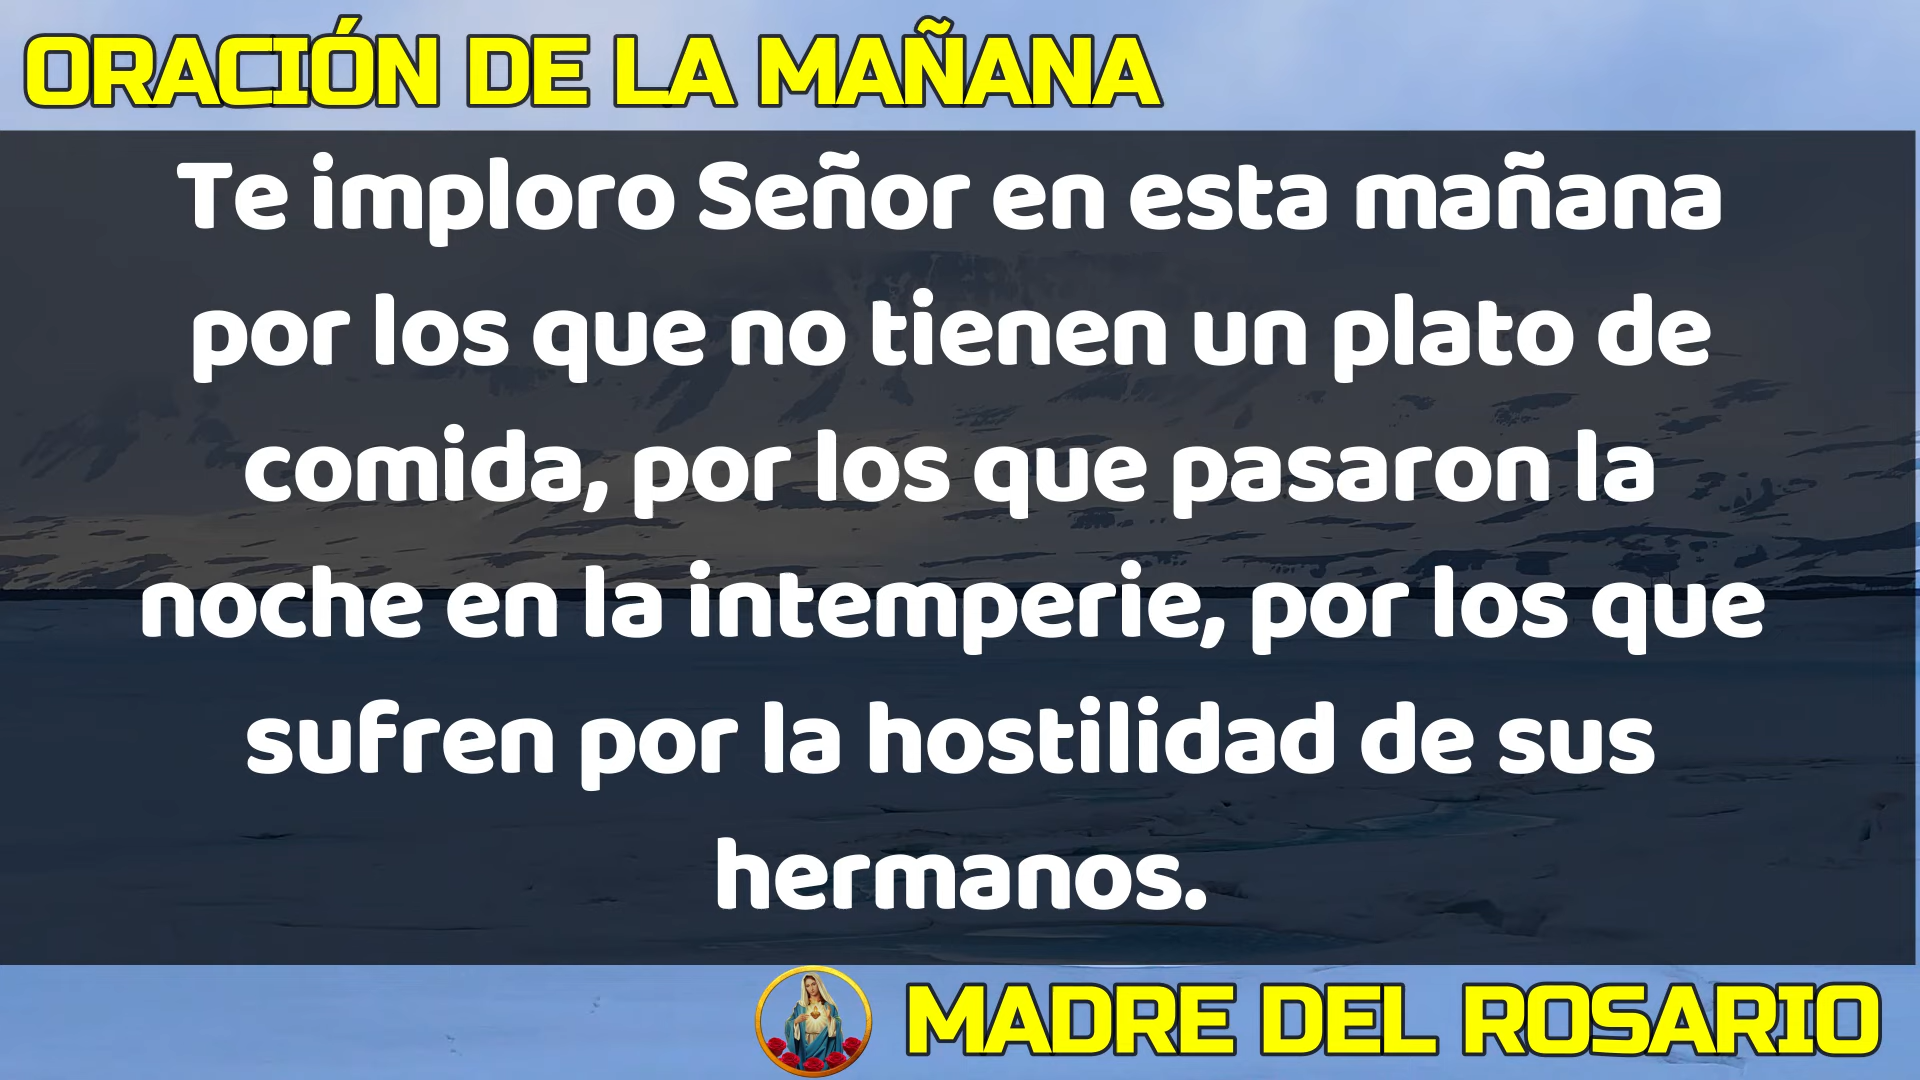 ORACIÓN DE LA MAÑANA
Te imploro Señor en esta mañana
por los que no tienen un plato de
comida, por los que pasaron la
noche en la intemperie, por los que
sufren por la hostilidad de sus
hermanos.
MADRE DEL ROSARIO